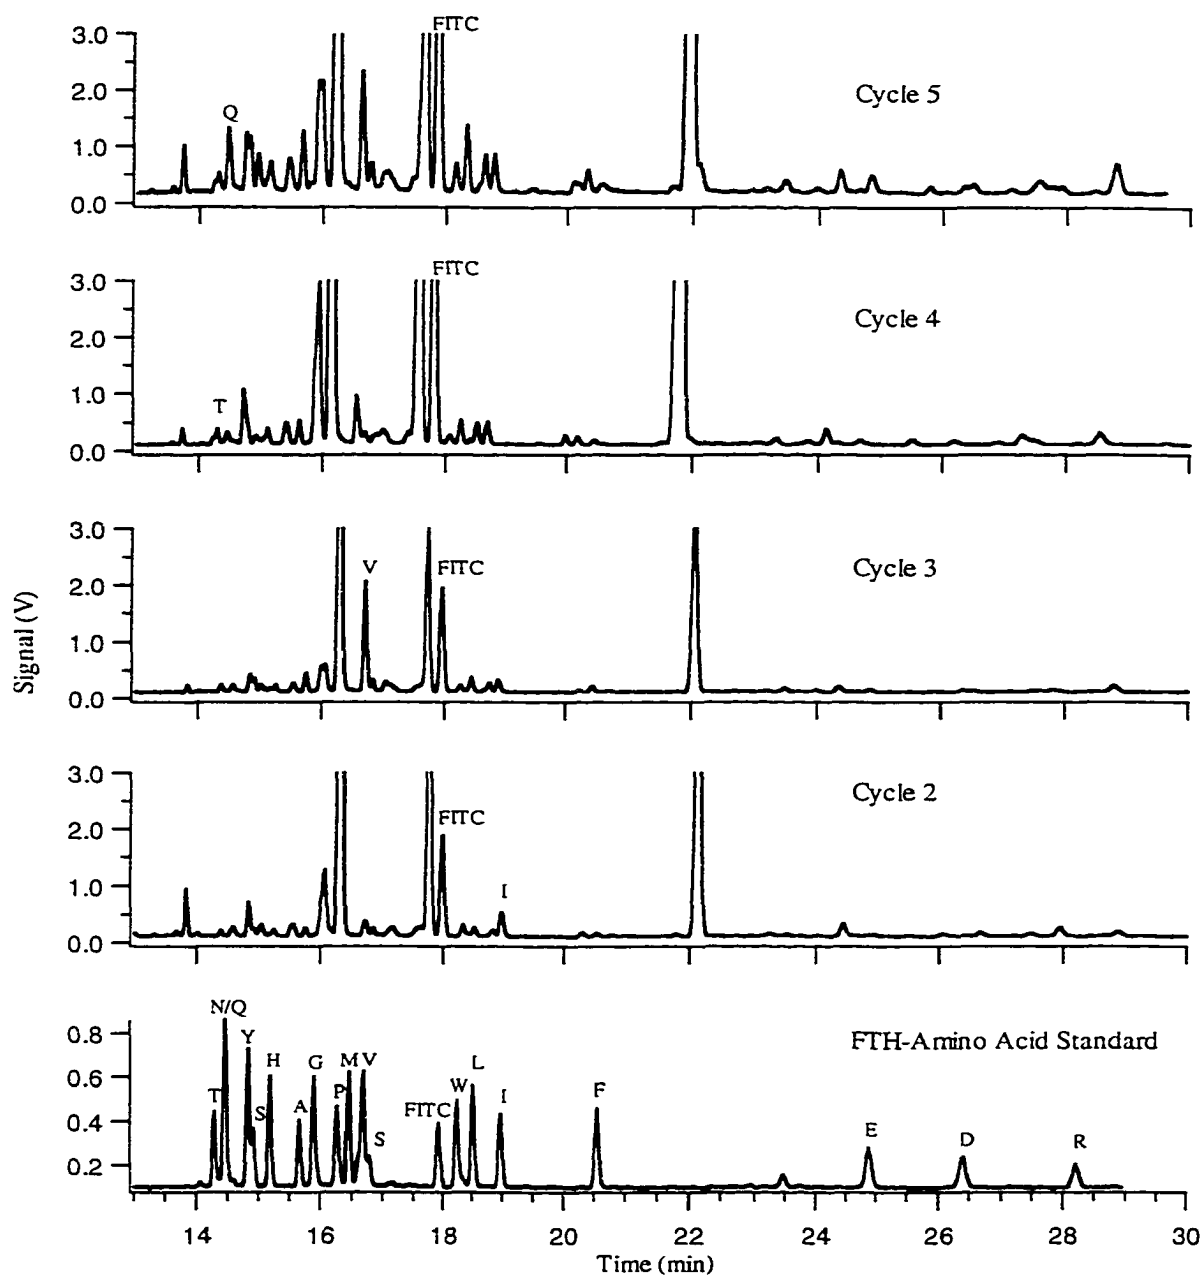 FITC
3.0
2.0
Cycle 5
Q
1.0
0.0
FITC
3.0
Cycle 4
2.0
T
1.0
0.0
3.0
V
FITC
Cycle 3
2.0
Signal (V)
1.0
0.0
3.0
Cycle 2
2.0
FITC
1.0
I
0.0
N/Q
FTH-Amino Acid Standard
0.8
Y
H
G
M
V
L
T
S
A
P
FITC
W
I
F
0.6
0.4
S
E
D
R
0.2
14 16 18 20 22 24 26 28 30
Time (min)